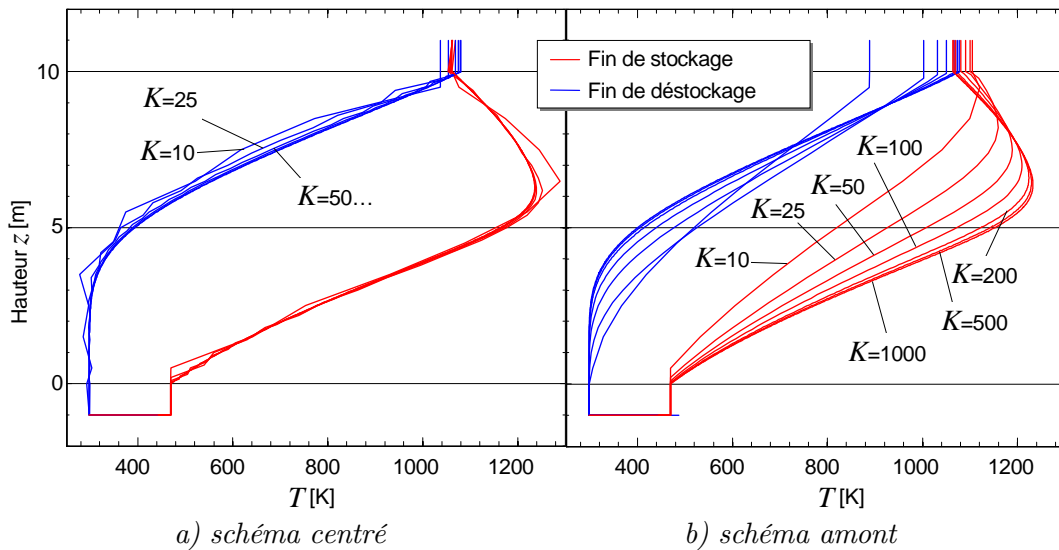 Fin de stockage
Fin de déstockage
Hauteur z [m]
10
5
0
K=25
K=10
K=50...
400 600 800 1000 1200
T [K]
a) schéma centré
K=100
K=50
K=25
K=10
K=200
K=500
K=1000
400 600 800 1000 1200
T [K]
b) schéma amont